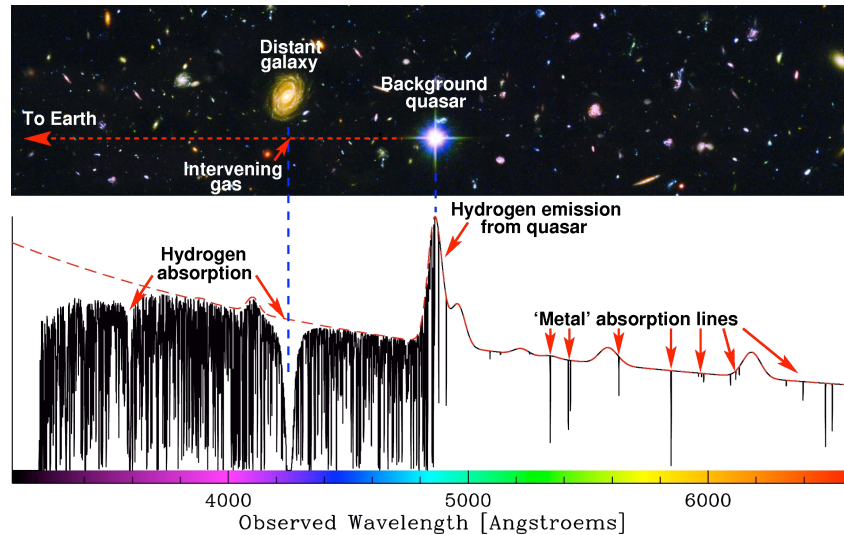 Distant
galaxy
Background
quasar
To Earth
Intervening
gas
Hydrogen emission
from quasar
Hydrogen
absorption
‘Metal’ absorption lines
4000 5000 6000
Observed Wavelength [Angstroems]